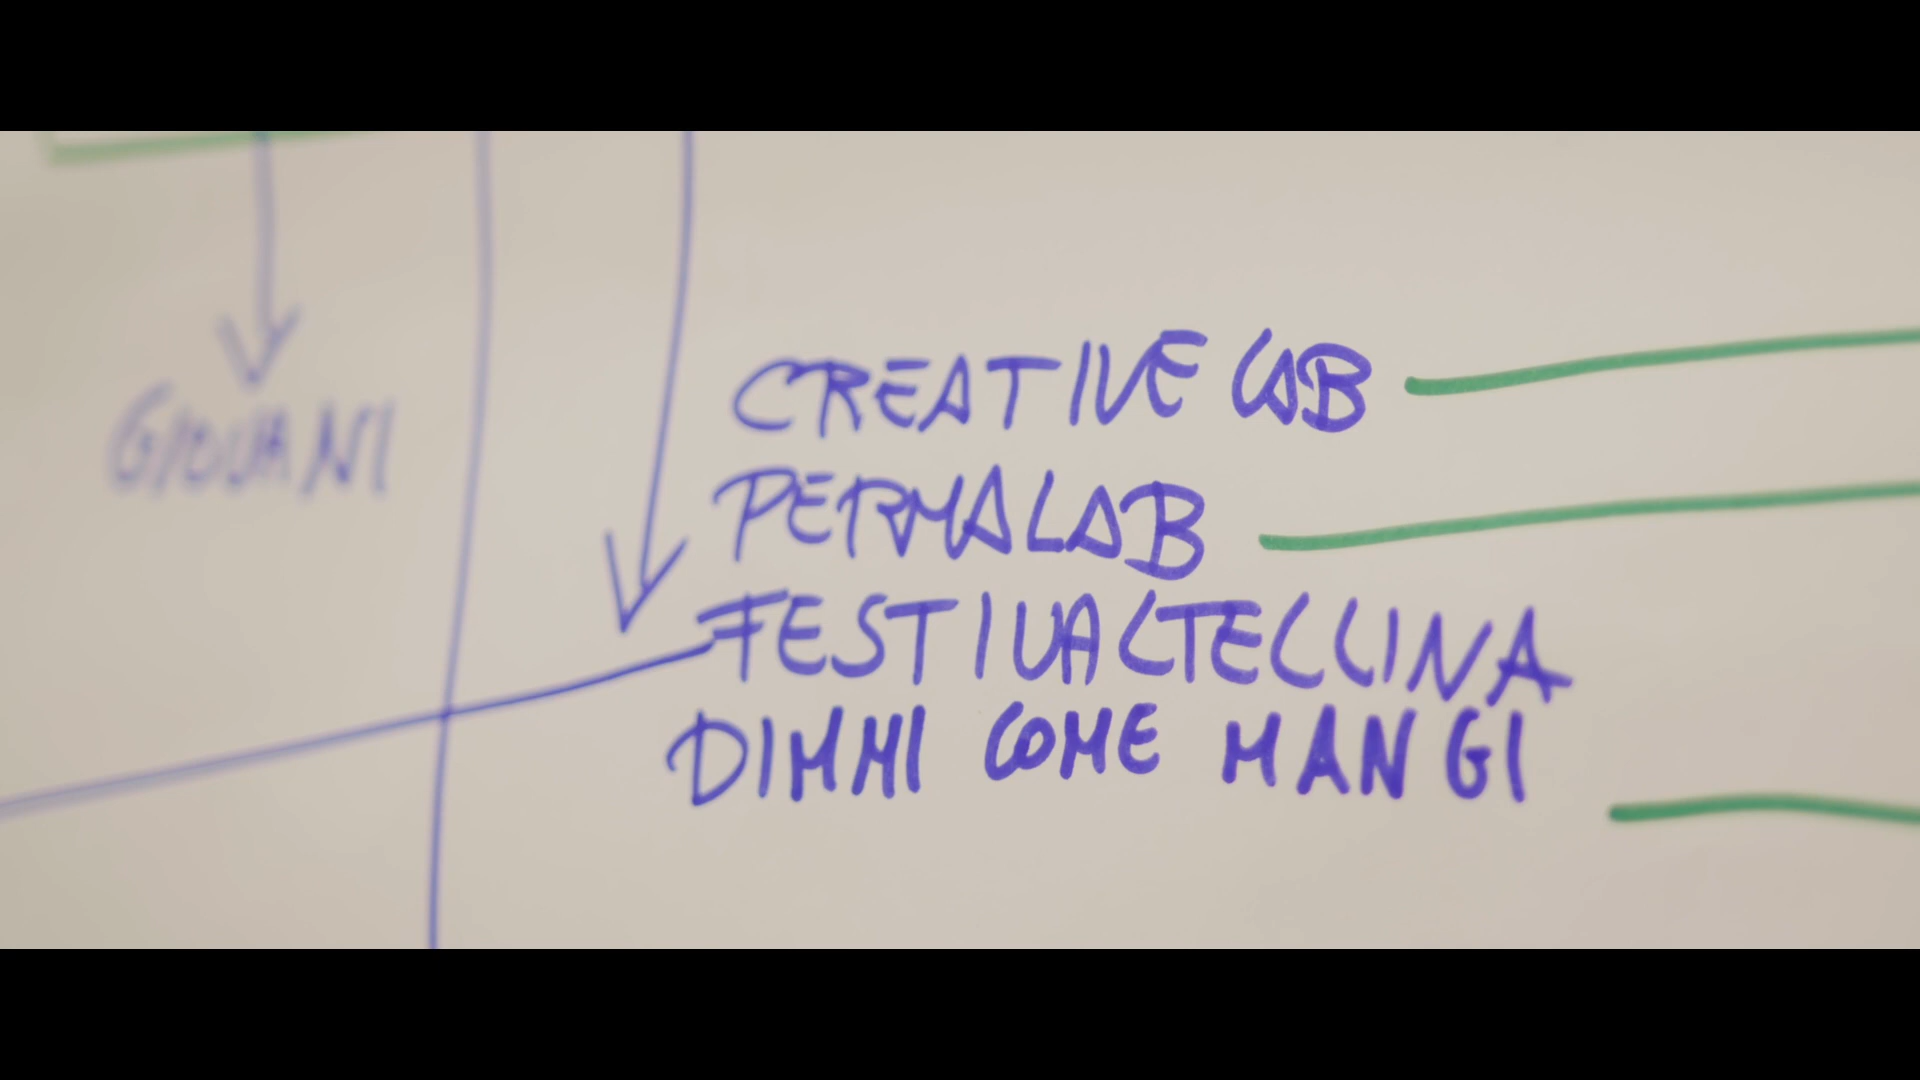 GIOVANI
CREATIVE LAB
PERMALAB
FESTIVALTELLINA
DIMMI COME MANGI